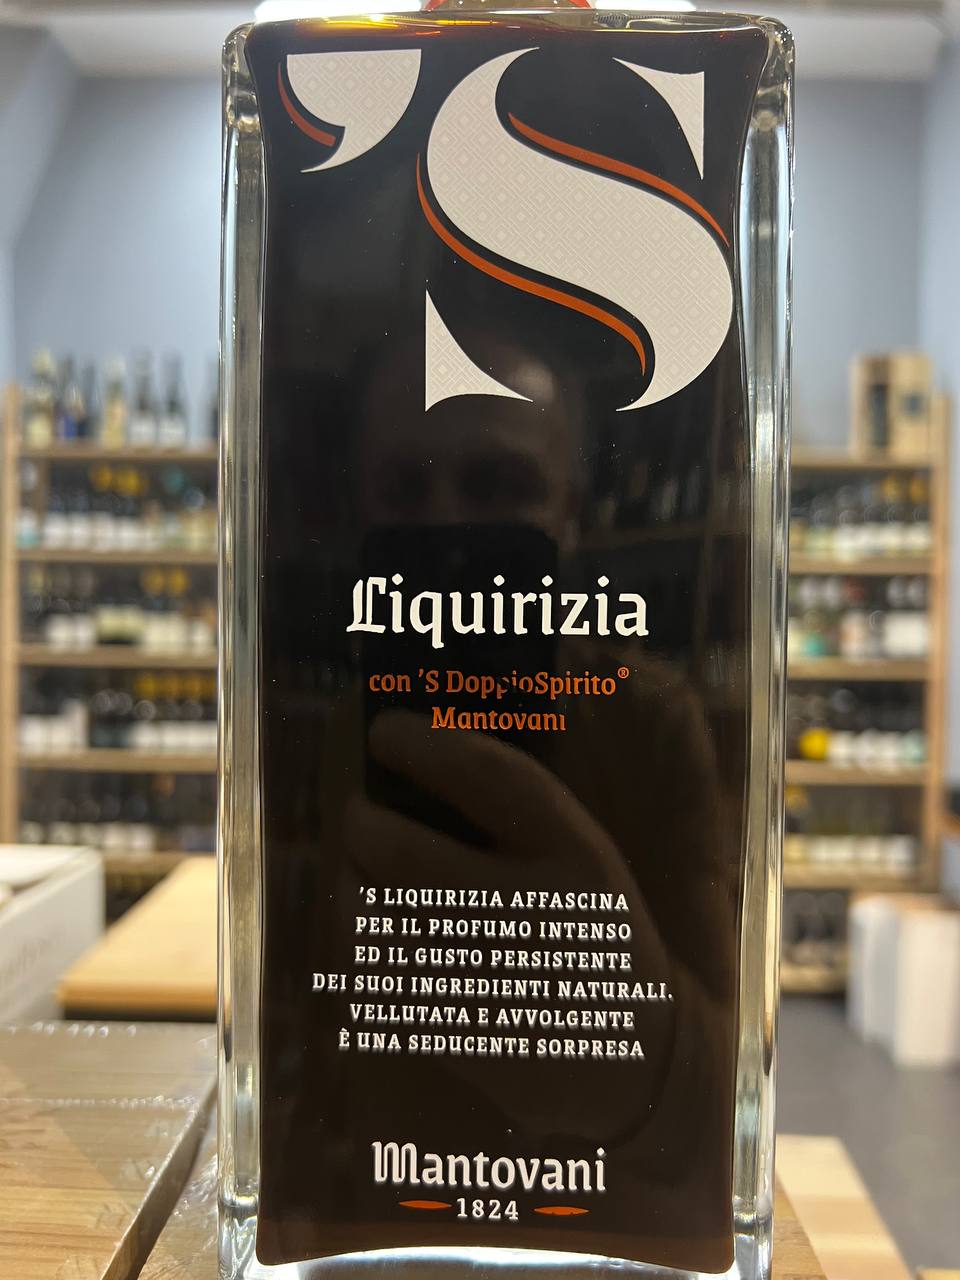 'S
Liquirizia
con 'S DoppioSpirito®
Mantovani
'S LIQUIRIZIA AFFASCINA
PER IL PROFUMO INTENSO
ED IL GUSTO PERSISTENTE
DEI SUOI INGREDIENTI NATURALI.
VELLUTATA E AVVOLGENTE
È UNA SEDUCENTE SORPRESA
Mantovani
1824